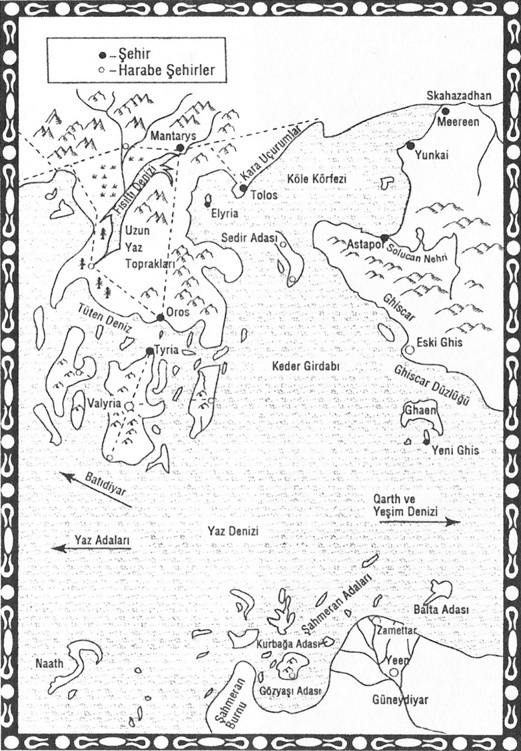 -Şehir
-Harabe Şehirler
Skahazadhan
Meereen
Mantarys
Yunkai
Kara Uçurumlar
Fısıltı Denizi
Köle Körfezi
Tolos
Elyria
Uzun
Yaz
Toprakları
Sedir Adası
Astapor
Solucan Nehri
Ghiscar
Oros
Tüten Deniz
Tyria
Eski Ghis
Keder Girdabı
Ghiscar Düzlüğü
Valyria
Ghaen
Yeni Ghis
Batıdiyar
Qarth ve
Yeşim Denizi
Yaz Denizi
Yaz Adaları
Şahmeran Adaları
Balta Adası
Zamettar
Kurbağa Adası
Naath
Yeen
Gözyaşı Adası
Güneydiyar
Şahmeran
Burnu